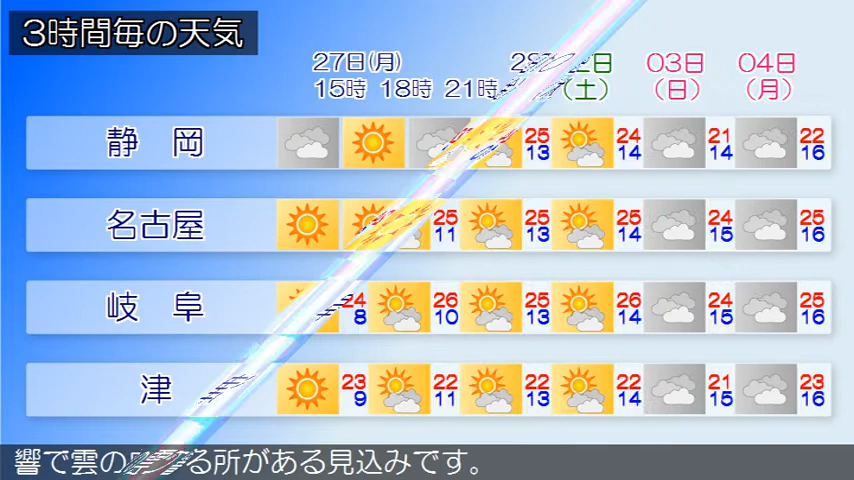 3時間毎の天気
27日(月) 土日 03日 04日
15時 18時 21時 (土) (日) (月)
静岡 25 24 21 22
13 14 14 16
名古屋 25 25 25 24 25
11 13 14 15 16
岐阜 24 26 25 26 24 25
8 10 13 14 15 16
津 23 22 22 22 21 23
9 11 13 14 15 16
響で雲の る所がある見込みです。